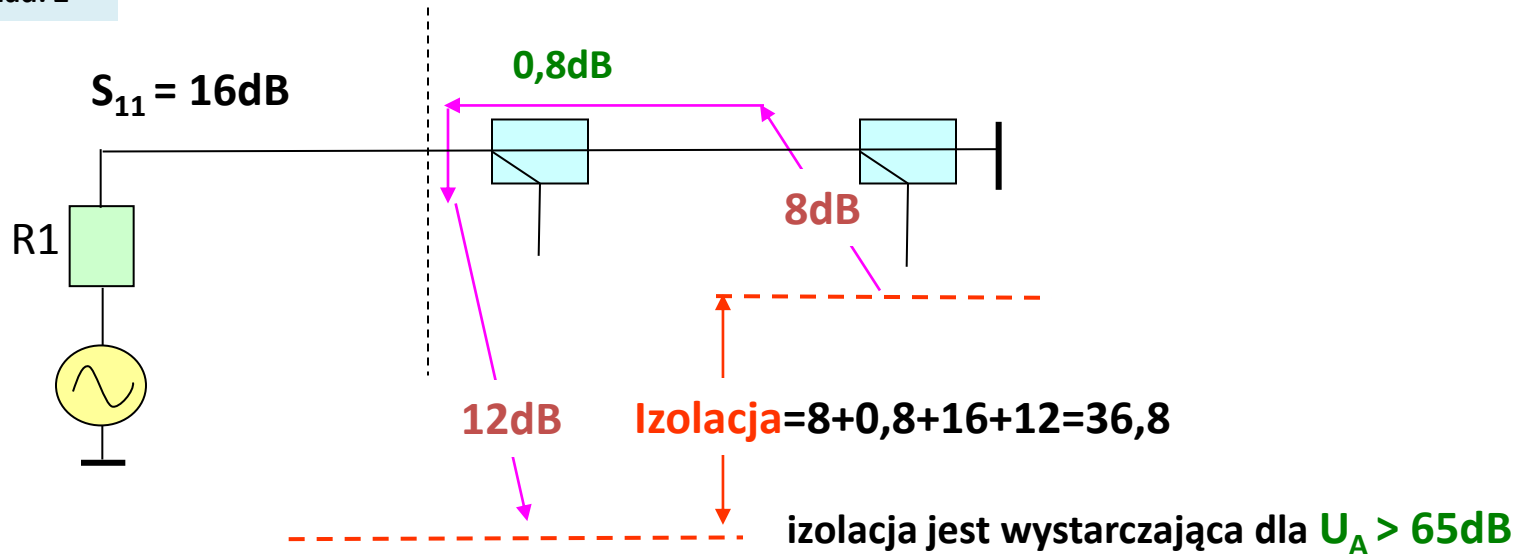 0,8dB
S₁₁ = 16dB
8dB
R1
12dB
Izolacja=8+0,8+16+12=36,8
izolacja jest wystarczająca dla U_A > 65dB